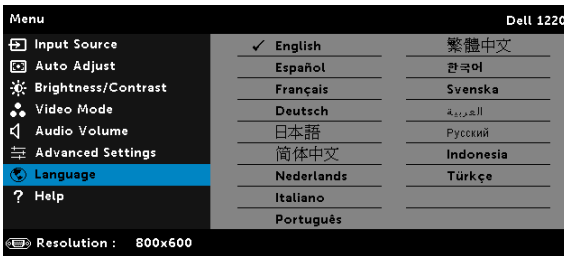 Menu Dell 1220
Input Source
Auto Adjust
Brightness/Contrast
Video Mode
Audio Volume
Advanced Settings
Language
? Help
✓ English
Español
Français
Deutsch
日本語
简体中文
Nederlands
Italiano
Português
繁體中文
한국어
Svenska
العربية
Русский
Indonesia
Türkçe
Resolution : 800x600